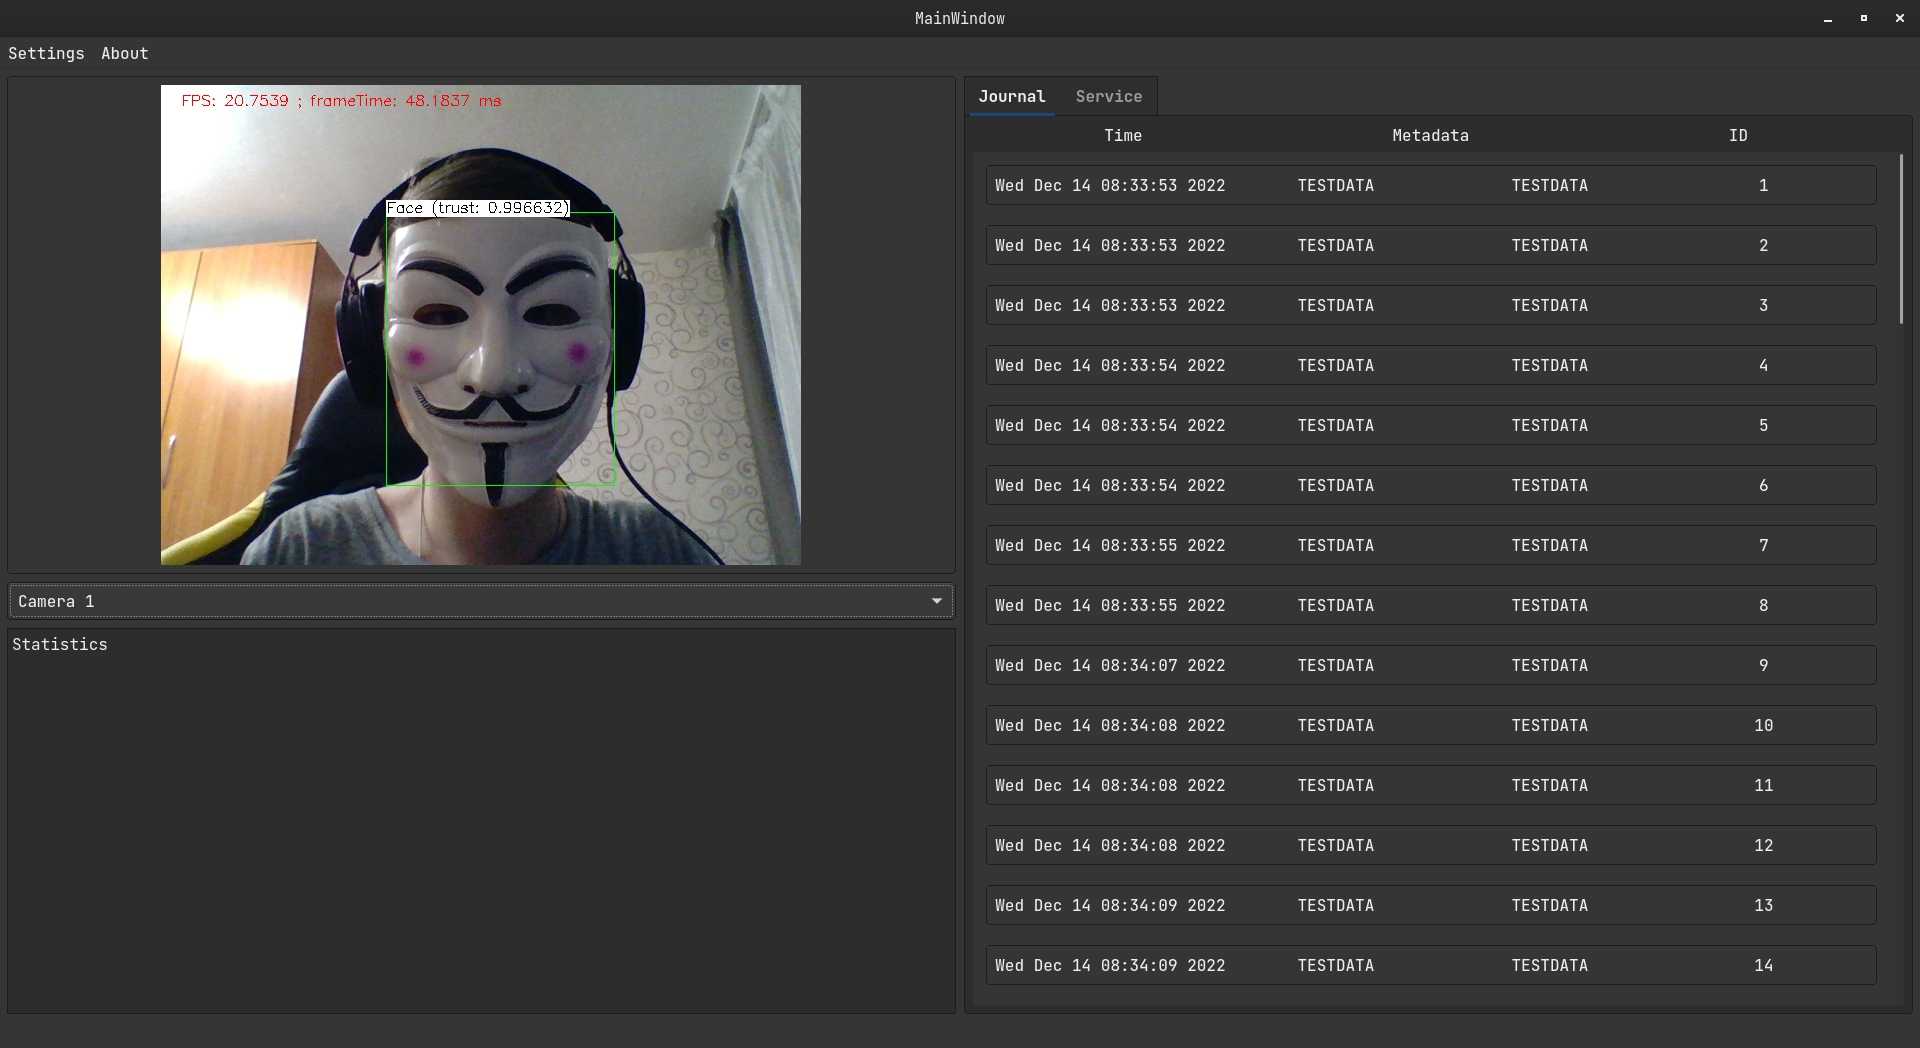 MainWindow
Settings About
FPS: 20.7539 ; frameTime: 48.1837 ms
Face (trust: 0.996632)
Camera 1
Statistics
Journal Service
Time Metadata ID
Wed Dec 14 08:33:53 2022 TESTDATA TESTDATA 1
Wed Dec 14 08:33:53 2022 TESTDATA TESTDATA 2
Wed Dec 14 08:33:53 2022 TESTDATA TESTDATA 3
Wed Dec 14 08:33:54 2022 TESTDATA TESTDATA 4
Wed Dec 14 08:33:54 2022 TESTDATA TESTDATA 5
Wed Dec 14 08:33:54 2022 TESTDATA TESTDATA 6
Wed Dec 14 08:33:55 2022 TESTDATA TESTDATA 7
Wed Dec 14 08:33:55 2022 TESTDATA TESTDATA 8
Wed Dec 14 08:34:07 2022 TESTDATA TESTDATA 9
Wed Dec 14 08:34:08 2022 TESTDATA TESTDATA 10
Wed Dec 14 08:34:08 2022 TESTDATA TESTDATA 11
Wed Dec 14 08:34:08 2022 TESTDATA TESTDATA 12
Wed Dec 14 08:34:09 2022 TESTDATA TESTDATA 13
Wed Dec 14 08:34:09 2022 TESTDATA TESTDATA 14